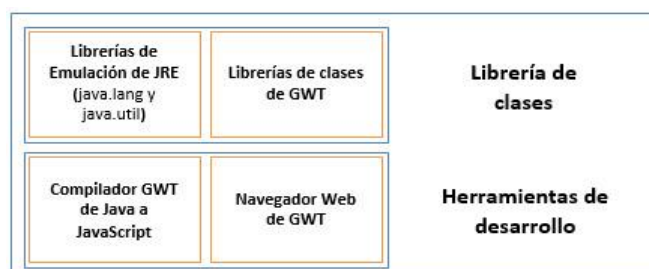 Librerías de
Emulación de JRE
(java.lang y
java.util)
Librerías de clases
de GWT
Librería de
clases
Compilador GWT
de Java a
JavaScript
Navegador Web
de GWT
Herramientas de
desarrollo